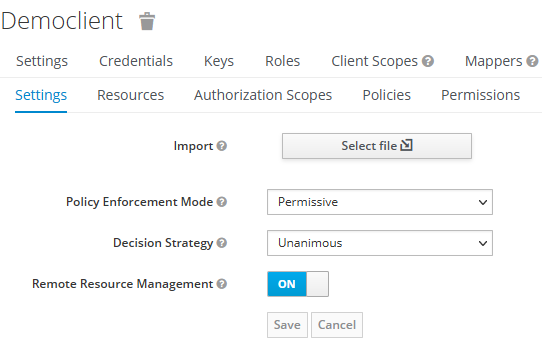 Democlient
Settings Credentials Keys Roles Client Scopes Mappers
Settings Resources Authorization Scopes Policies Permissions
Import Select file
Policy Enforcement Mode Permissive
Decision Strategy Unanimous
Remote Resource Management ON
Save Cancel